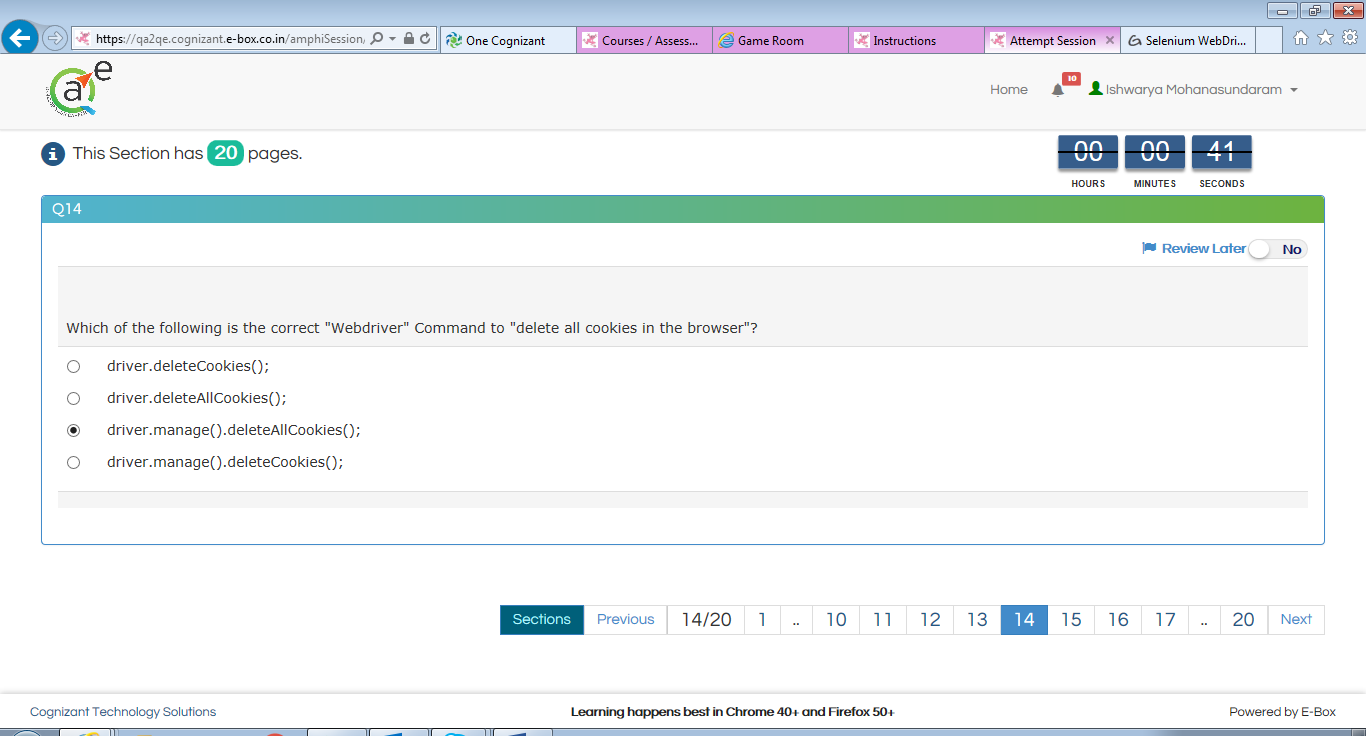 https://qa2qe.cognizant.e-box.co.in/amphiSession/
One Cognizant
Courses / Assess...
Game Room
Instructions
Attempt Session
Selenium WebDri...
a e
Home
10
Ishwarya Mohanasundaram
This Section has 20 pages.
00 00 41
HOURS MINUTES SECONDS
Q14
Review Later No
Which of the following is the correct "Webdriver" Command to "delete all cookies in the browser"?
driver.deleteCookies();
driver.deleteAllCookies();
driver.manage().deleteAllCookies();
driver.manage().deleteCookies();
Sections Previous 14/20 1 .. 10 11 12 13 14 15 16 17 .. 20 Next
Cognizant Technology Solutions
Learning happens best in Chrome 40+ and Firefox 50+
Powered by E-Box